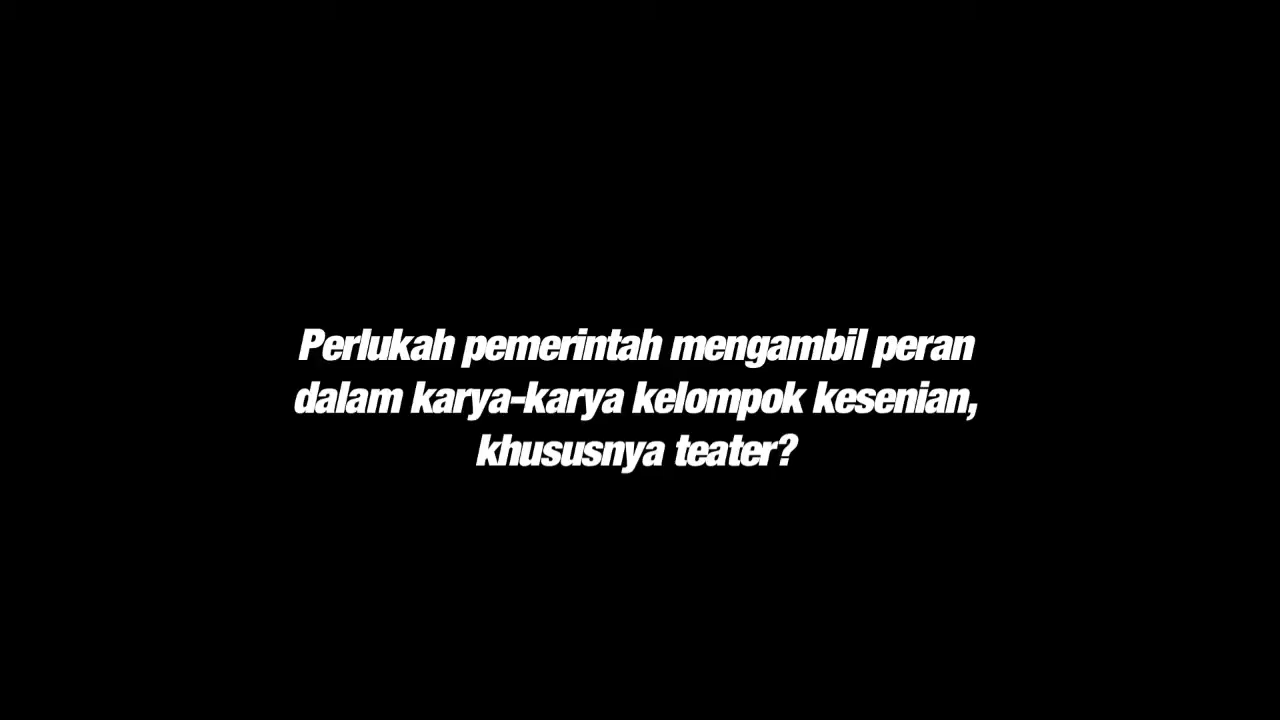 Perlukah pemerintah mengambil peran
dalam karya-karya kelompok kesenian,
khususnya teater?